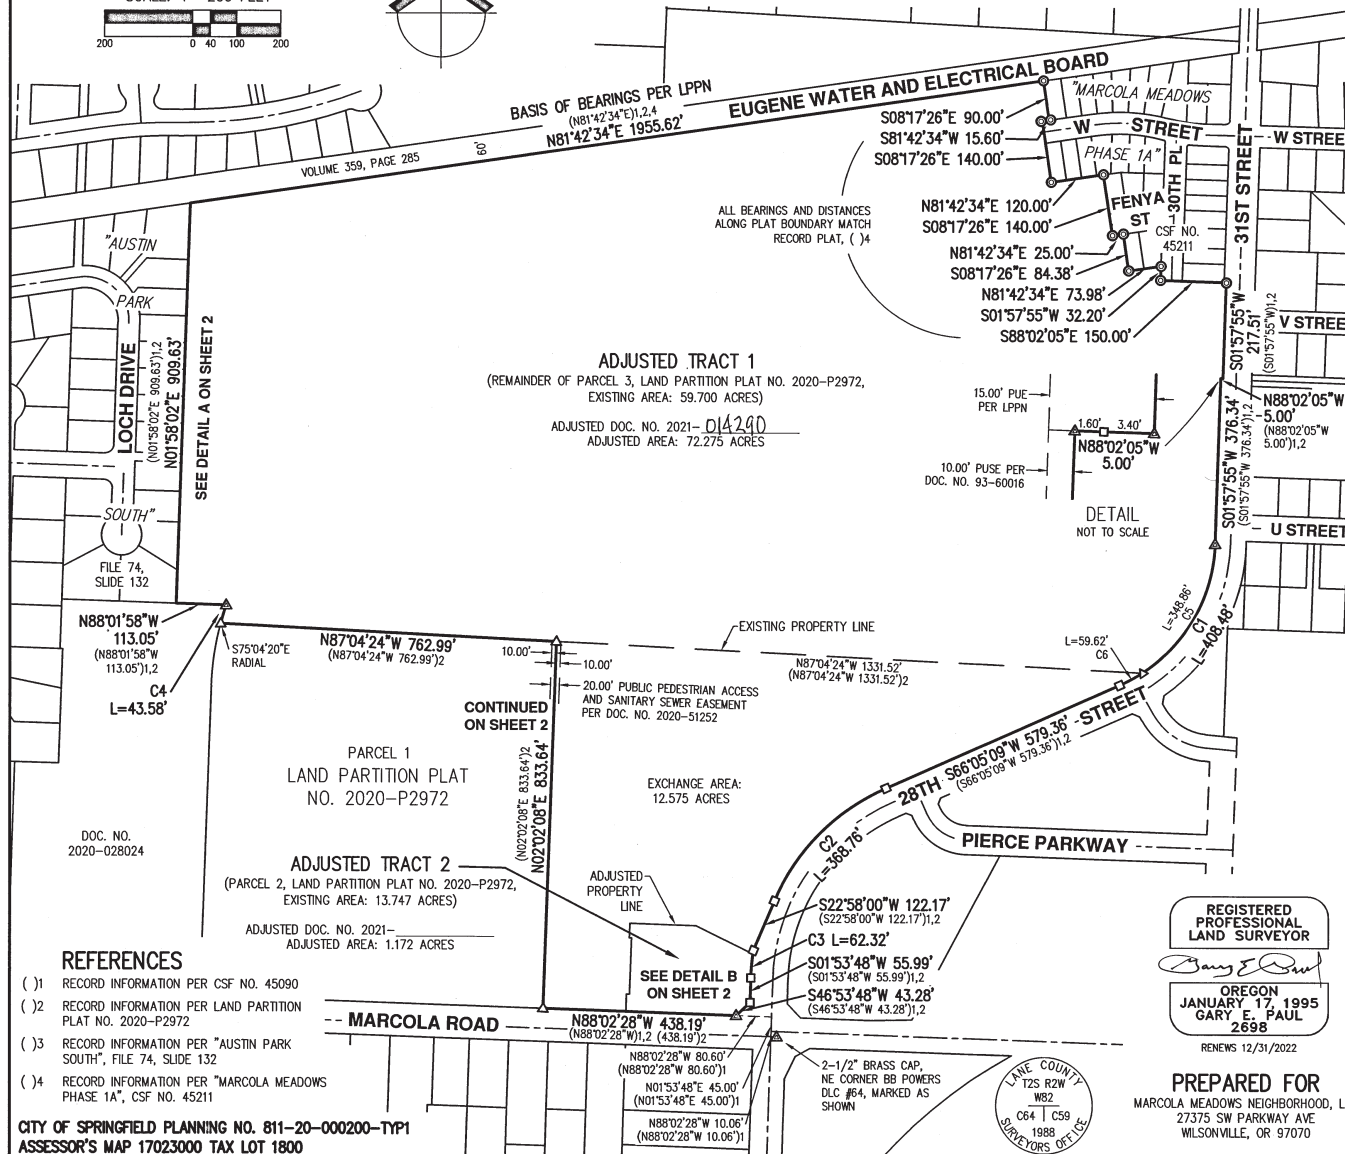 200
0
40
100
200
BASIS OF BEARINGS PER LPPN
(N81°42'34"E)1,2,4
N81°42'34"E 1955.62'
EUGENE WATER AND ELECTRICAL BOARD
VOLUME 359, PAGE 285
60'
"MARCOLA MEADOWS
PHASE 1A"
W STREET
W STREE
FENYA
ST
30TH PL
CSF NO.
45211
31ST STREET
V STREE
U STREET
S08°17'26"E 90.00'
S81°42'34"W 15.60'
S08°17'26"E 140.00'
N81°42'34"E 120.00'
S08°17'26"E 140.00'
N81°42'34"E 25.00'
S08°17'26"E 84.38'
N81°42'34"E 73.98'
S01°57'55"W 32.20'
S88°02'05"E 150.00'
ALL BEARINGS AND DISTANCES
ALONG PLAT BOUNDARY MATCH
RECORD PLAT, ( )4
S01°57'55"W
217.51'
(S01°57'55"W)1,2
N88°02'05"W
5.00'
(N88°02'05"W
5.00')1,2
S01°57'55"W 376.34'
(S01°57'55"W 376.34')1,2
"AUSTIN
PARK
SOUTH"
LOCH DRIVE
(N01°58'02"E 909.63')1,2
N01°58'02"E 909.63'
SEE DETAIL A ON SHEET 2
FILE 74,
SLIDE 132
ADJUSTED TRACT 1
(REMAINDER OF PARCEL 3, LAND PARTITION PLAT NO. 2020-P2972,
EXISTING AREA: 59.700 ACRES)
ADJUSTED DOC. NO. 2021- 014290
ADJUSTED AREA: 72.275 ACRES
15.00' PUE
PER LPPN
1.60'
3.40'
N88°02'05"W
5.00'
10.00' PUSE PER
DOC. NO. 93-60016
DETAIL
NOT TO SCALE
N88°01'58"W
113.05'
(N88°01'58"W
113.05')1,2
C4
L=43.58'
S75°04'20"E
RADIAL
N87°04'24"W 762.99'
(N87°04'24"W 762.99')2
10.00'
10.00'
EXISTING PROPERTY LINE
N87°04'24"W 1331.52'
(N87°04'24"W 1331.52')2
L=59.62'
C6
L=348.86'
C5
C1
L=408.48'
20.00' PUBLIC PEDESTRIAN ACCESS
AND SANITARY SEWER EASEMENT
PER DOC. NO. 2020-51252
CONTINUED
ON SHEET 2
(N02°02'08"E 833.64')2
N02°02'08"E 833.64'
PARCEL 1
LAND PARTITION PLAT
NO. 2020-P2972
EXCHANGE AREA:
12.575 ACRES
28TH STREET
S66°05'09"W 579.36'
(S66°05'09"W 579.36')1,2
C2
L=368.76'
PIERCE PARKWAY
DOC. NO.
2020-028024
ADJUSTED TRACT 2
(PARCEL 2, LAND PARTITION PLAT NO. 2020-P2972,
EXISTING AREA: 13.747 ACRES)
ADJUSTED DOC. NO. 2021-
ADJUSTED AREA: 1.172 ACRES
ADJUSTED
PROPERTY
LINE
SEE DETAIL B
ON SHEET 2
S22°58'00"W 122.17'
(S22°58'00"W 122.17')1,2
C3 L=62.32'
S01°53'48"W 55.99'
(S01°53'48"W 55.99')1,2
S46°53'48"W 43.28'
(S46°53'48"W 43.28')1,2
MARCOLA ROAD
N88°02'28"W 438.19'
(N88°02'28"W)1,2 (438.19')2
N88°02'28"W 80.60'
(N88°02'28"W 80.60')1
N01°53'48"E 45.00'
(N01°53'48"E 45.00')1
N88°02'28"W 10.06'
(N88°02'28"W 10.06')1
2-1/2" BRASS CAP,
NE CORNER BB POWERS
DLC #64, MARKED AS
SHOWN
LANE COUNTY
T2S R2W
W82
C64 C59
1988
SURVEYORS OFFICE
REFERENCES
( )1 RECORD INFORMATION PER CSF NO. 45090
( )2 RECORD INFORMATION PER LAND PARTITION
PLAT NO. 2020-P2972
( )3 RECORD INFORMATION PER "AUSTIN PARK
SOUTH", FILE 74, SLIDE 132
( )4 RECORD INFORMATION PER "MARCOLA MEADOWS
PHASE 1A", CSF NO. 45211
CITY OF SPRINGFIELD PLANNING NO. 811-20-000200-TYP1
ASSESSOR'S MAP 17023000 TAX LOT 1800
REGISTERED
PROFESSIONAL
LAND SURVEYOR
OREGON
JANUARY 17, 1995
GARY E. PAUL
2698
RENEWS 12/31/2022
PREPARED FOR
MARCOLA MEADOWS NEIGHBORHOOD, L
27375 SW PARKWAY AVE
WILSONVILLE, OR 97070